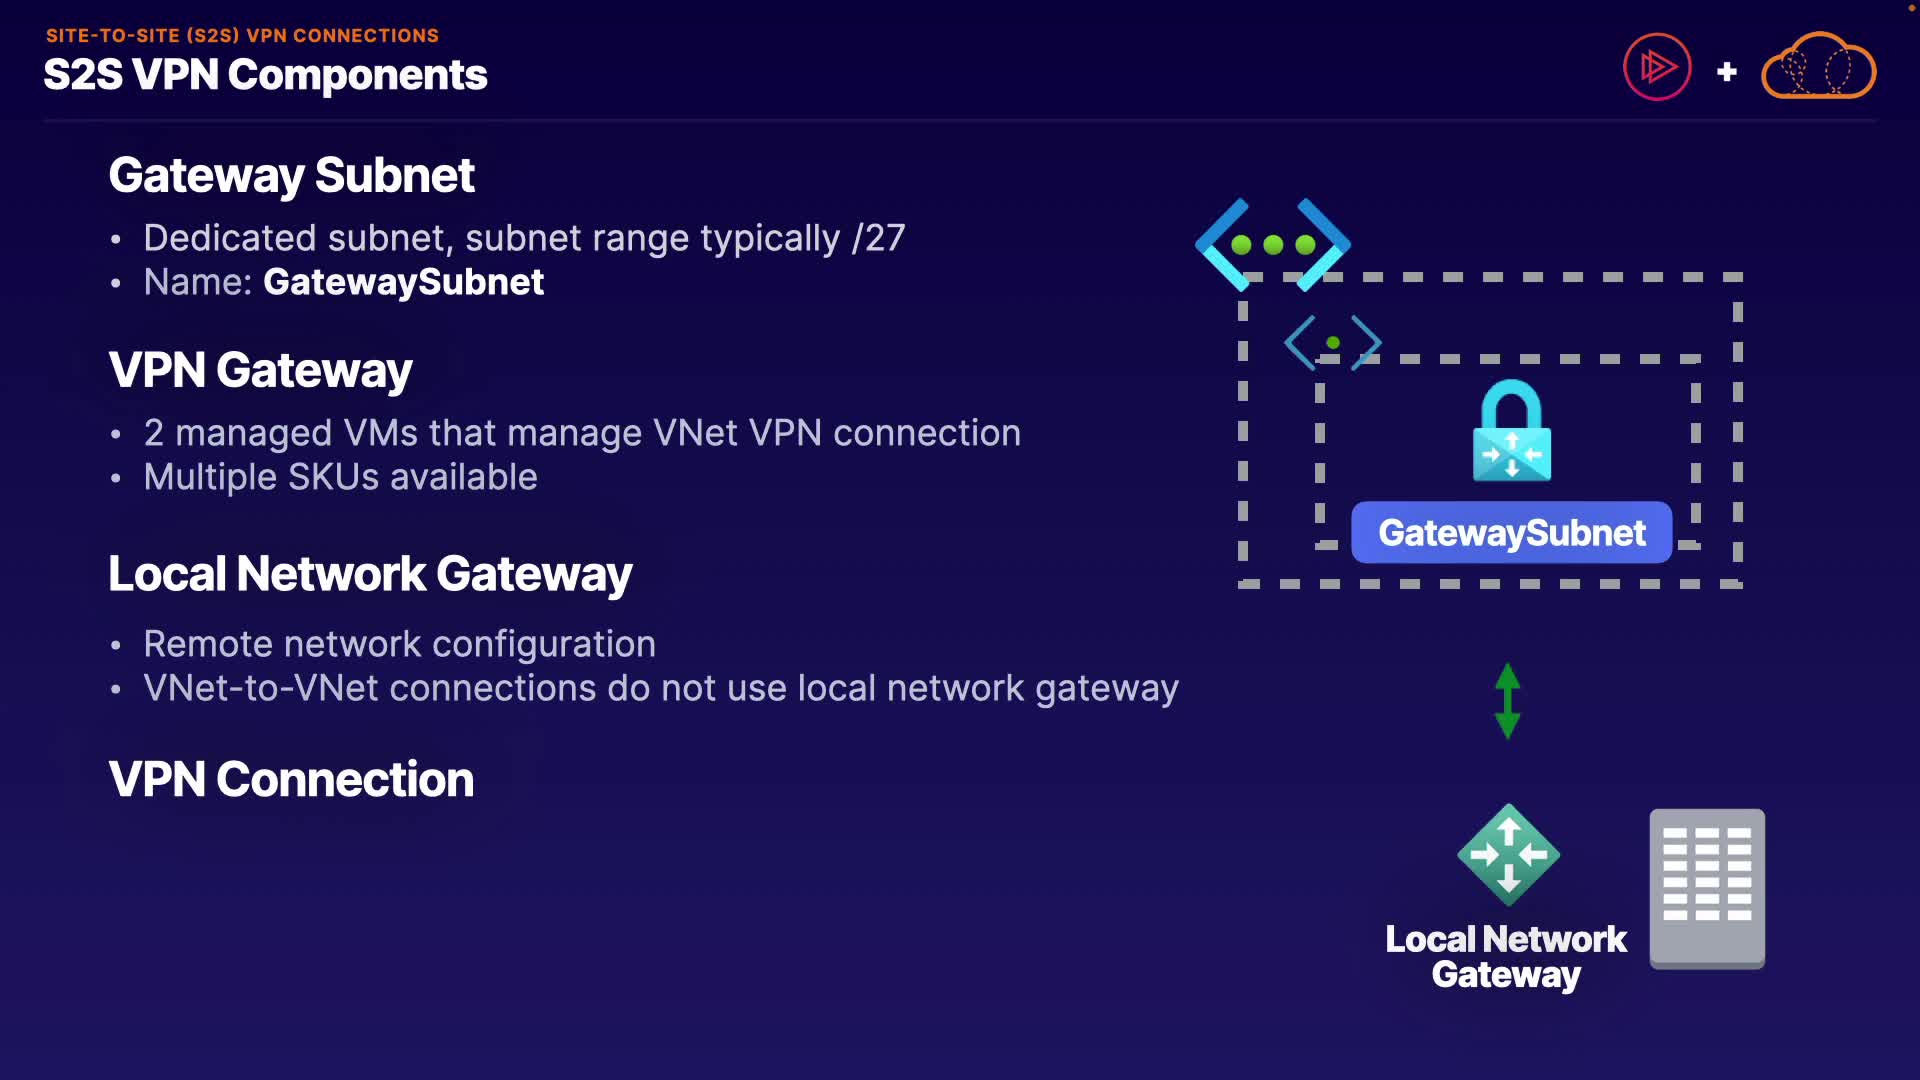 SITE-TO-SITE (S2S) VPN CONNECTIONS
S2S VPN Components
Gateway Subnet
• Dedicated subnet, subnet range typically /27
• Name: GatewaySubnet
VPN Gateway
• 2 managed VMs that manage VNet VPN connection
• Multiple SKUs available
Local Network Gateway
• Remote network configuration
• VNet-to-VNet connections do not use local network gateway
VPN Connection
GatewaySubnet
Local Network
Gateway